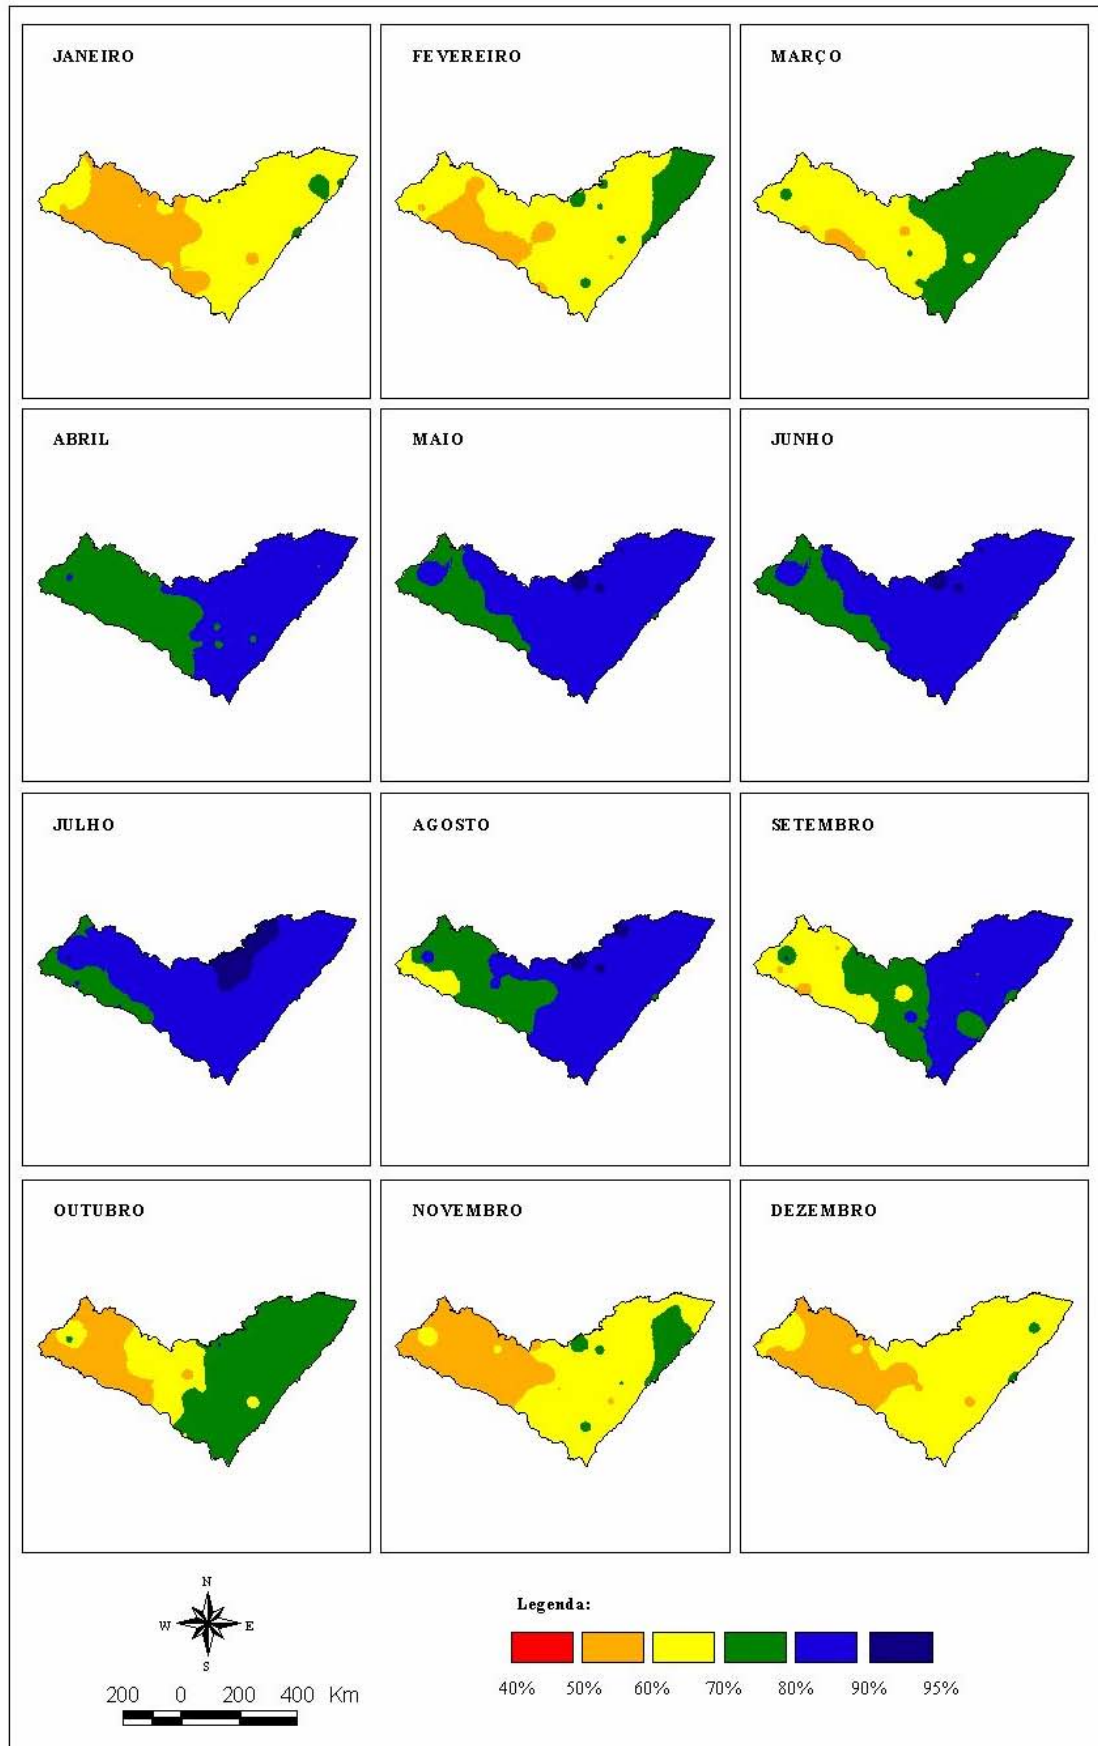 JANEIRO
FEVEREIRO
MARÇO
ABRIL
MAIO
JUNHO
JULHO
AGOSTO
SETEMBRO
OUTUBRO
NOVEMBRO
DEZEMBRO
N
W E
S
200 0 200 400 Km
Legenda:
40% 50% 60% 70% 80% 90% 95%